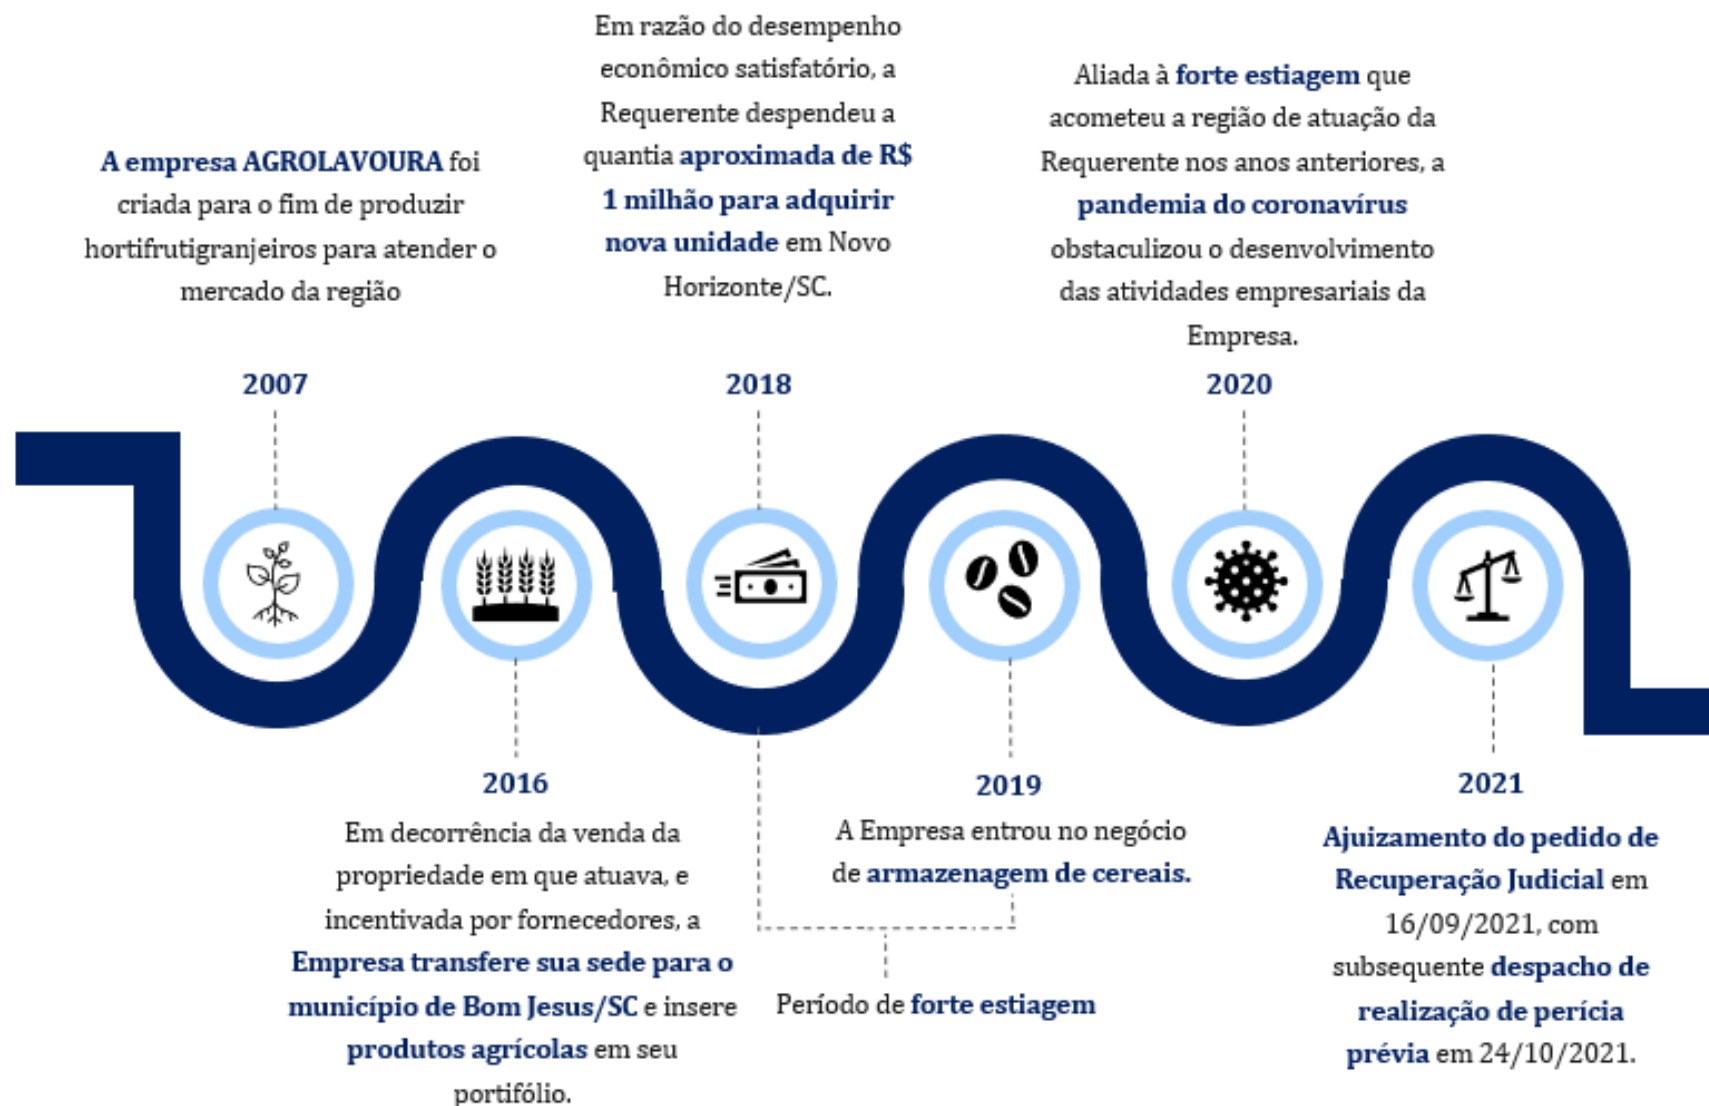 A empresa AGROLAVOURA foi
criada para o fim de produzir
hortifrutigranjeiros para atender o
mercado da região
2007
Em razão do desempenho
econômico satisfatório, a
Requerente despendeu a
quantia aproximada de R$
1 milhão para adquirir
nova unidade em Novo
Horizonte/SC.
2018
Aliada à forte estiagem que
acometeu a região de atuação da
Requerente nos anos anteriores, a
pandemia do coronavírus
obstaculizou o desenvolvimento
das atividades empresariais da
Empresa.
2020
2016
Em decorrência da venda da
propriedade em que atuava, e
incentivada por fornecedores, a
Empresa transfere sua sede para o
município de Bom Jesus/SC e insere
produtos agrícolas em seu
portifólio.
2019
A Empresa entrou no negócio
de armazenagem de cereais.
Período de forte estiagem
2021
Ajuizamento do pedido de
Recuperação Judicial em
16/09/2021, com
subsequente despacho de
realização de perícia
prévia em 24/10/2021.